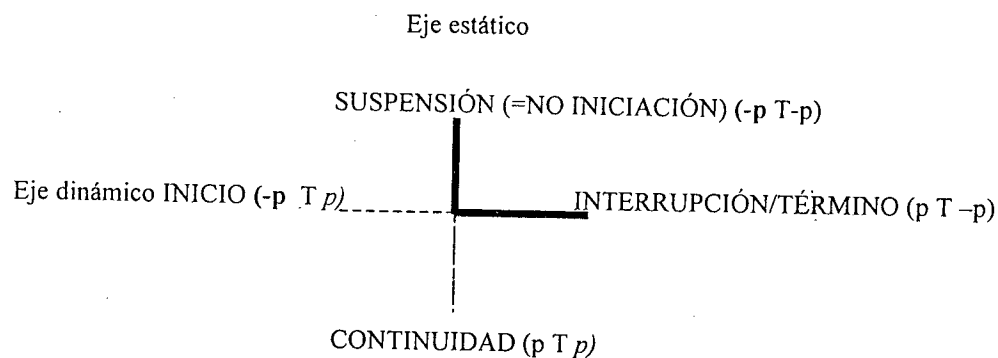 Eje estático
SUSPENSIÓN (=NO INICIACIÓN) (-p T-p)
Eje dinámico INICIO (-p T p)
INTERRUPCIÓN/TÉRMINO (p T –p)
CONTINUIDAD (p T p)